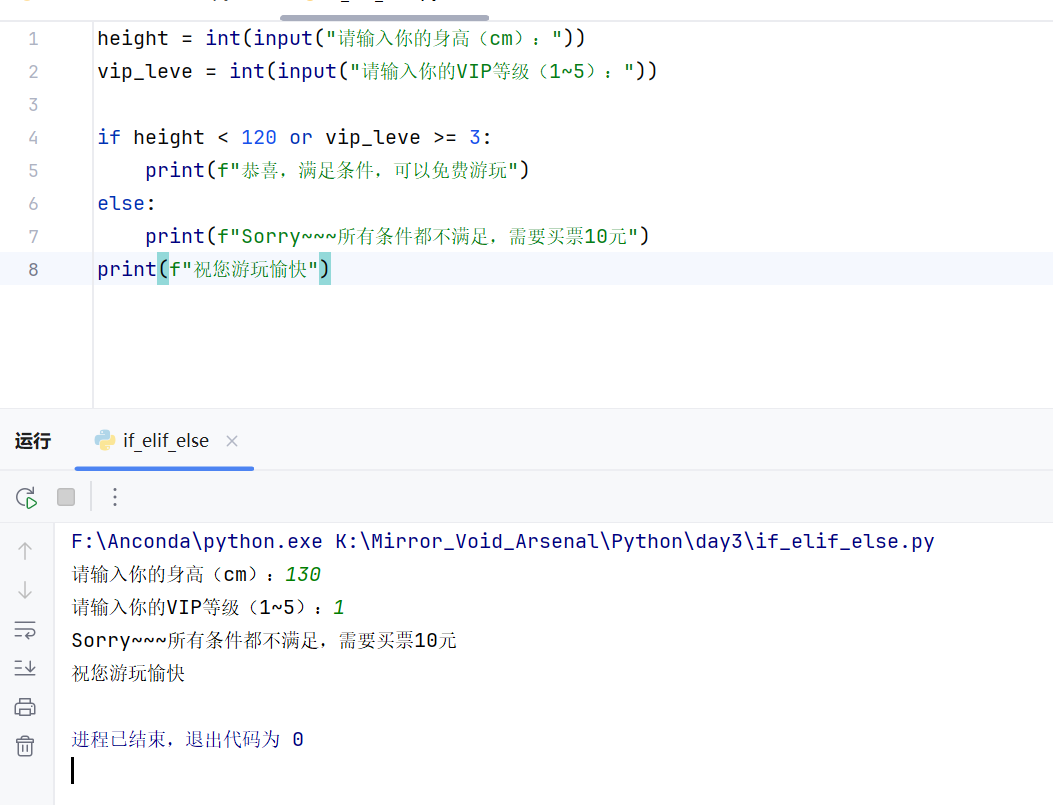 1 height = int(input("请输入你的身高（cm）："))
2 vip_leve = int(input("请输入你的VIP等级（1~5）："))
3
4 if height < 120 or vip_leve >= 3:
5     print(f"恭喜，满足条件，可以免费游玩")
6 else:
7     print(f"Sorry~~~所有条件都不满足，需要买票10元")
8 print(f"祝您游玩愉快")
运行 if_elif_else
F:\Anconda\python.exe K:\Mirror_Void_Arsenal\Python\day3\if_elif_else.py
请输入你的身高（cm）：130
请输入你的VIP等级（1~5）：1
Sorry~~~所有条件都不满足，需要买票10元
祝您游玩愉快
进程已结束，退出代码为 0